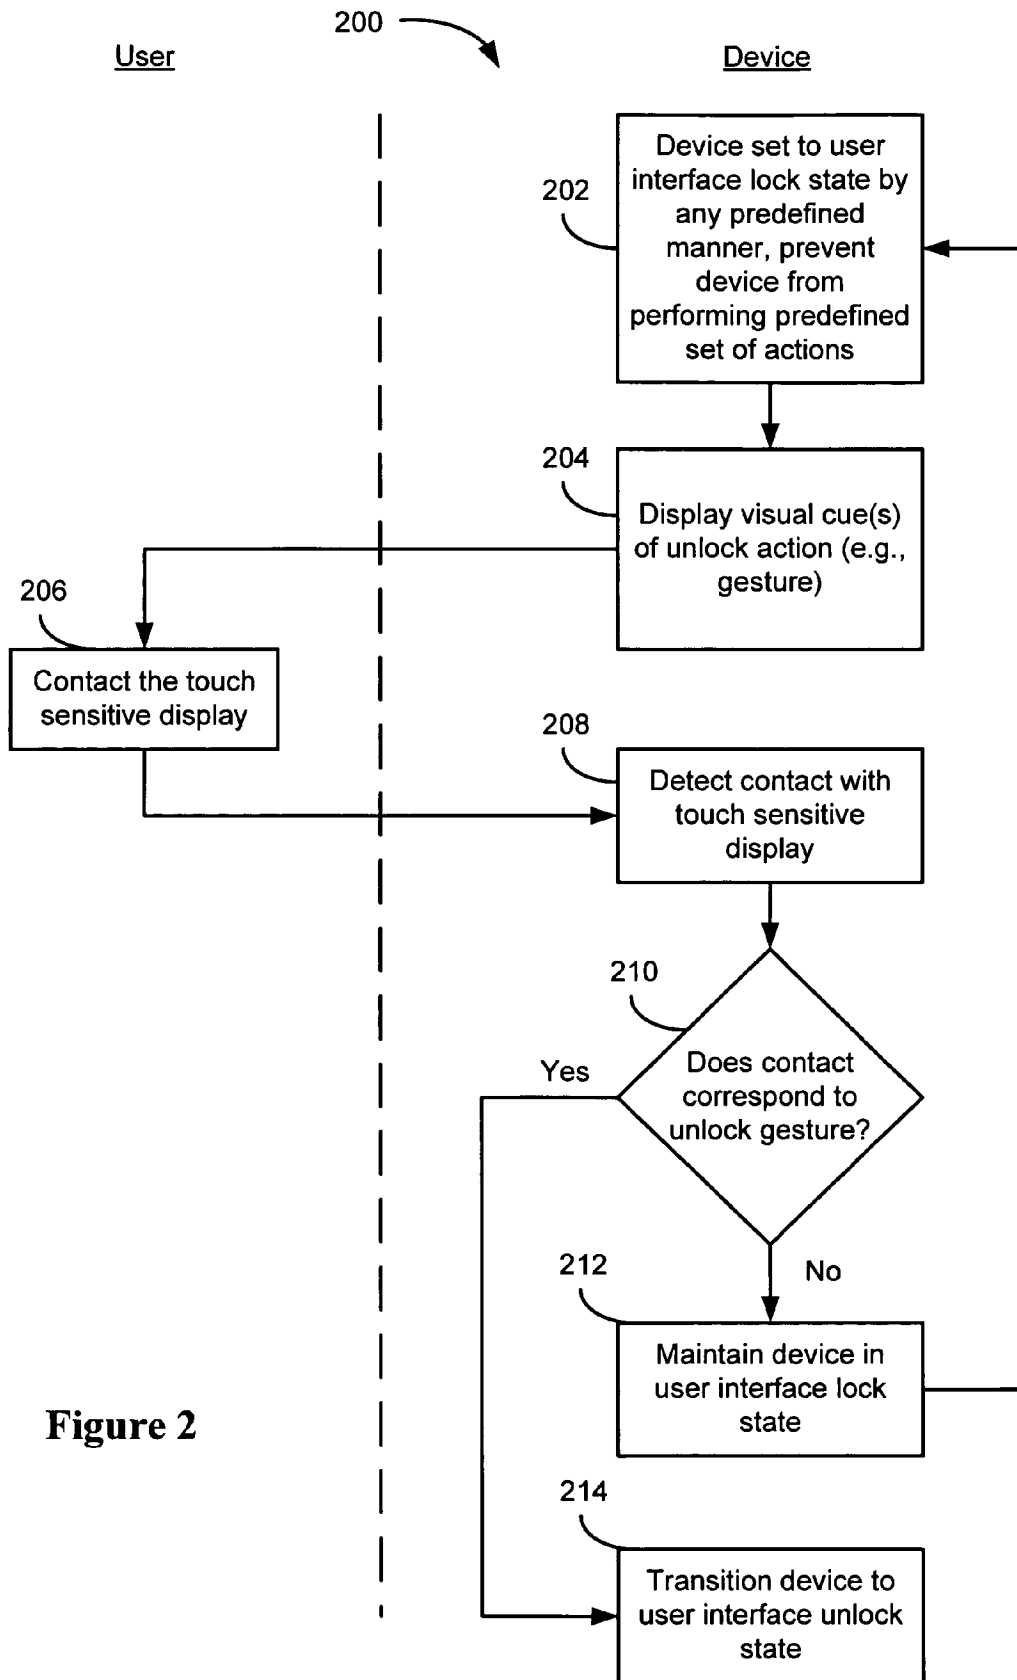 200
User
Device
202
Device set to user
interface lock state by
any predefined
manner, prevent
device from
performing predefined
set of actions
204
Display visual cue(s)
of unlock action (e.g.,
gesture)
206
Contact the touch
sensitive display
208
Detect contact with
touch sensitive
display
210
Does contact
correspond to
unlock gesture?
Yes
No
212
Maintain device in
user interface lock
state
Figure 2
214
Transition device to
user interface unlock
state